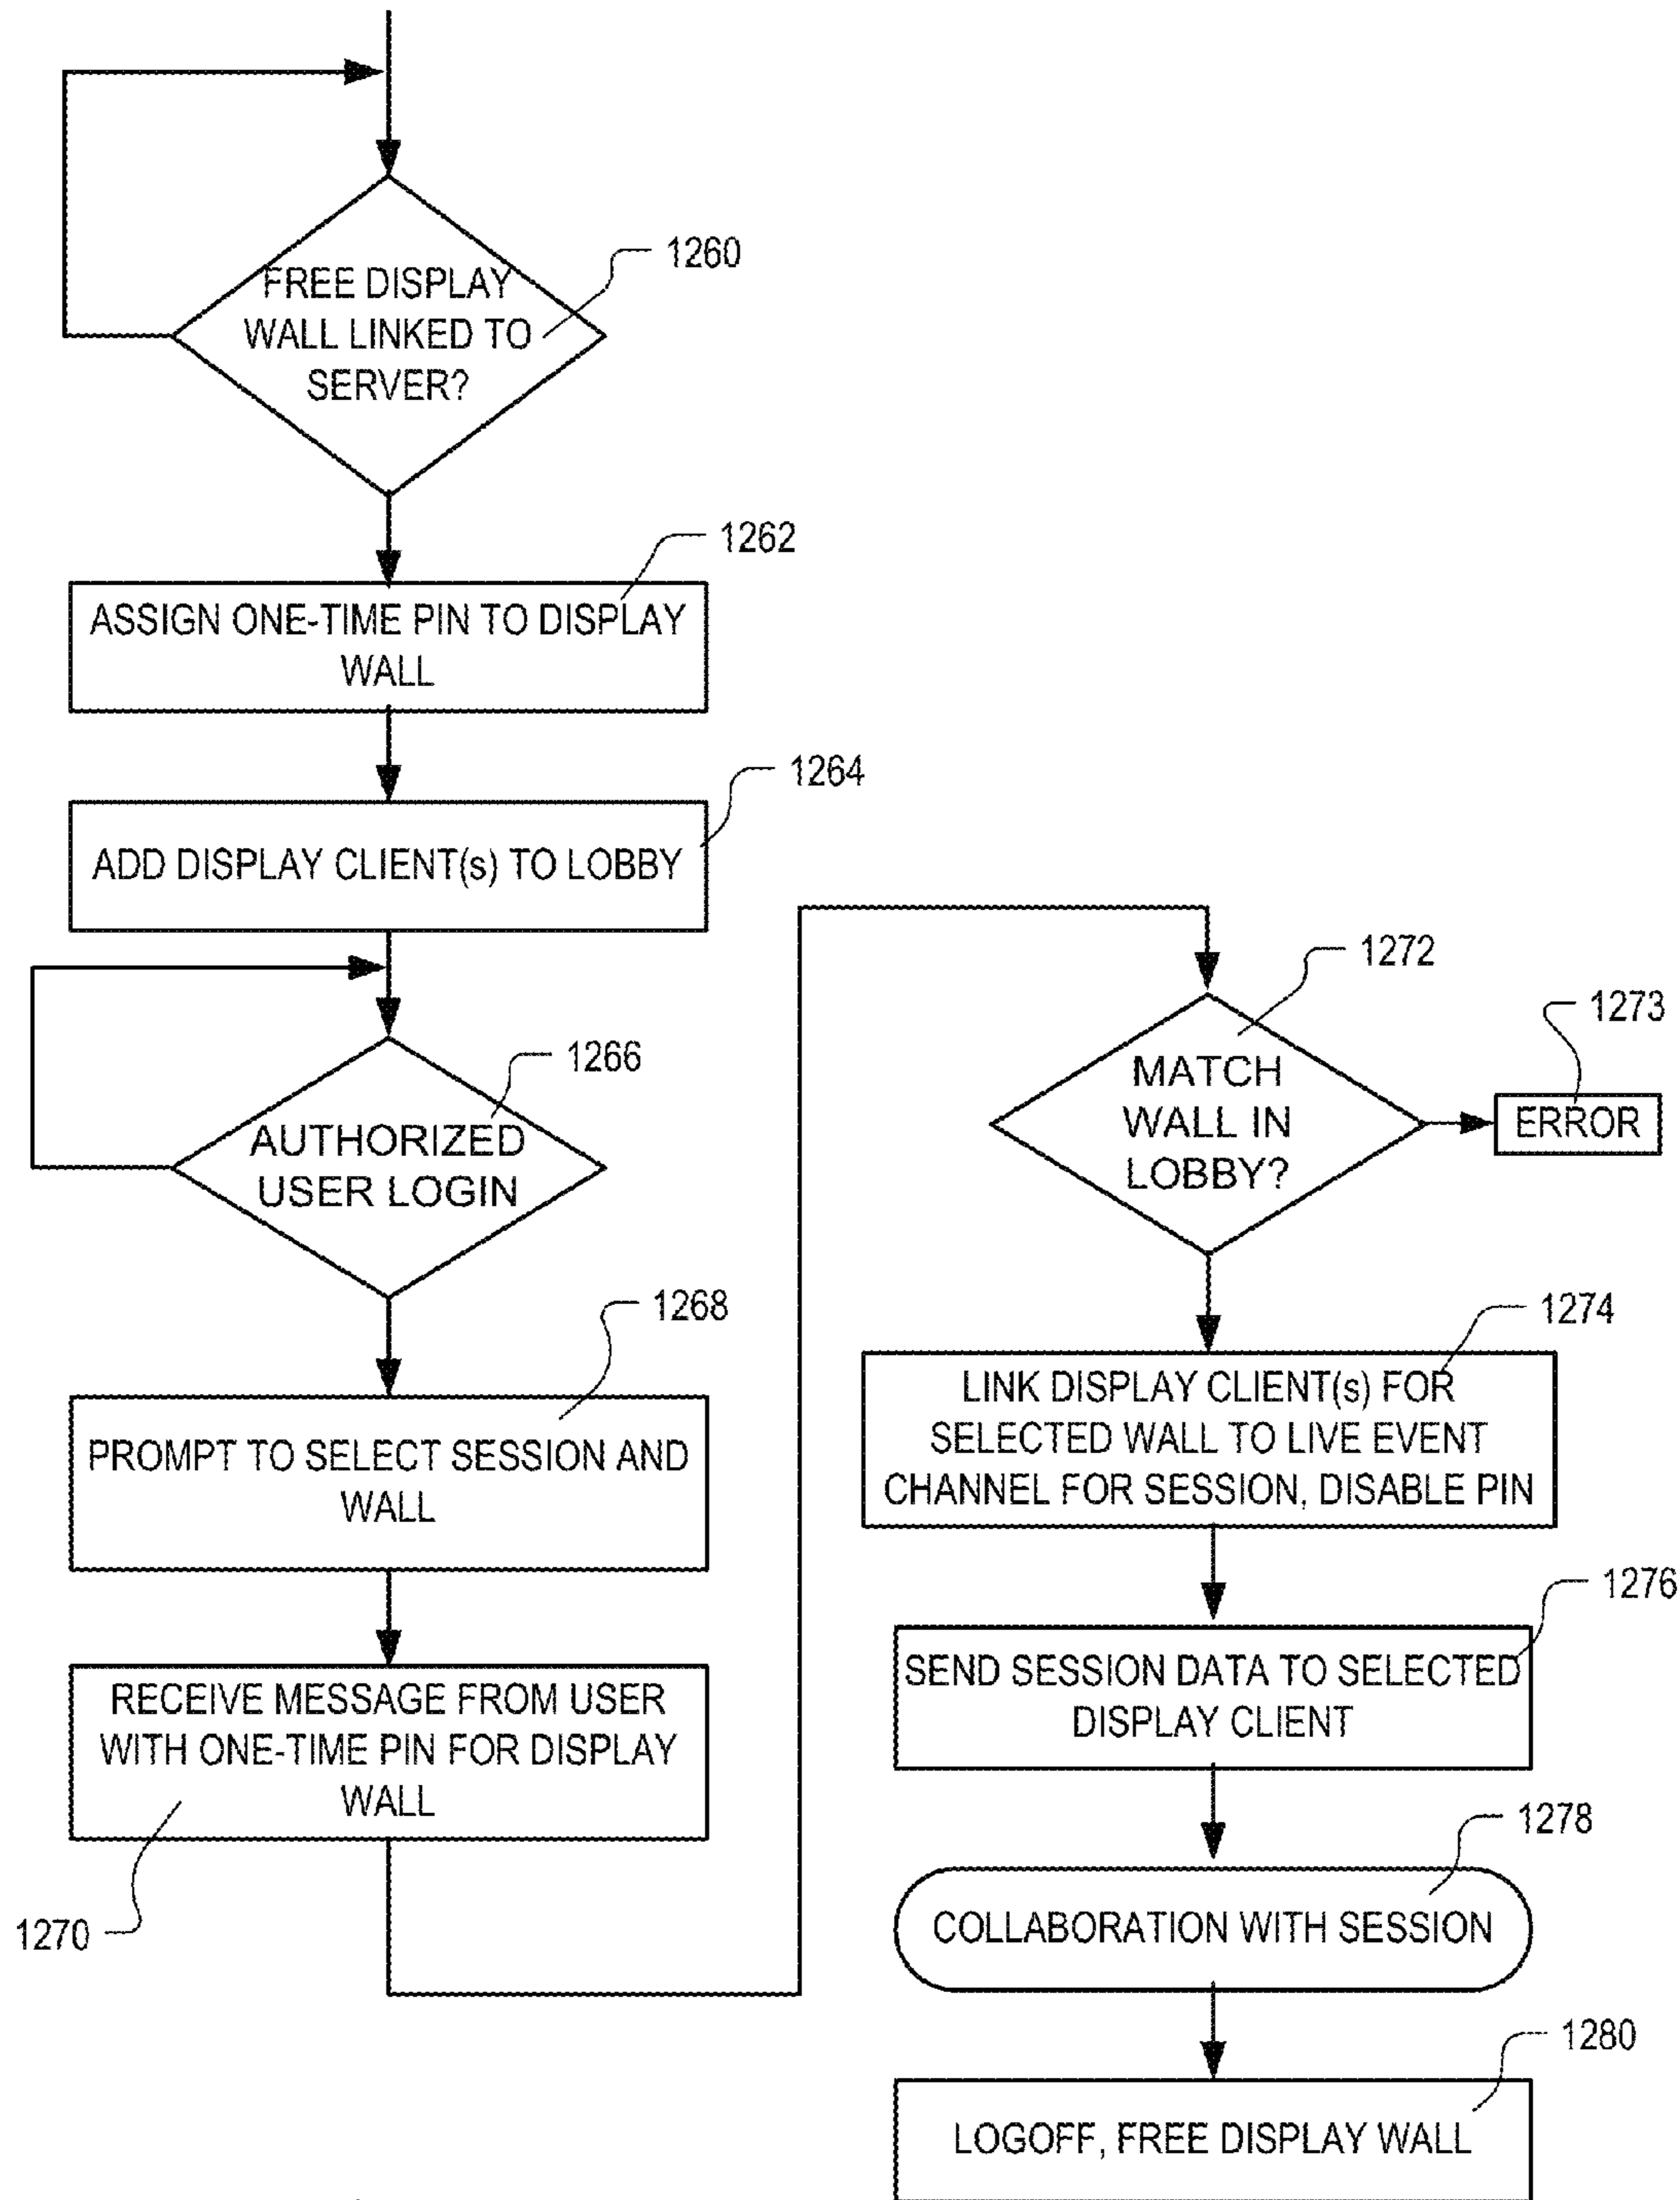 1260
FREE DISPLAY
WALL LINKED TO
SERVER?
1262
ASSIGN ONE-TIME PIN TO DISPLAY
WALL
1264
ADD DISPLAY CLIENT(s) TO LOBBY
1266
AUTHORIZED
USER LOGIN
1268
PROMPT TO SELECT SESSION AND
WALL
RECEIVE MESSAGE FROM USER
WITH ONE-TIME PIN FOR DISPLAY
WALL
1270
1272
MATCH
WALL IN
LOBBY?
1273
ERROR
1274
LINK DISPLAY CLIENT(s) FOR
SELECTED WALL TO LIVE EVENT
CHANNEL FOR SESSION, DISABLE PIN
1276
SEND SESSION DATA TO SELECTED
DISPLAY CLIENT
1278
COLLABORATION WITH SESSION
1280
LOGOFF, FREE DISPLAY WALL